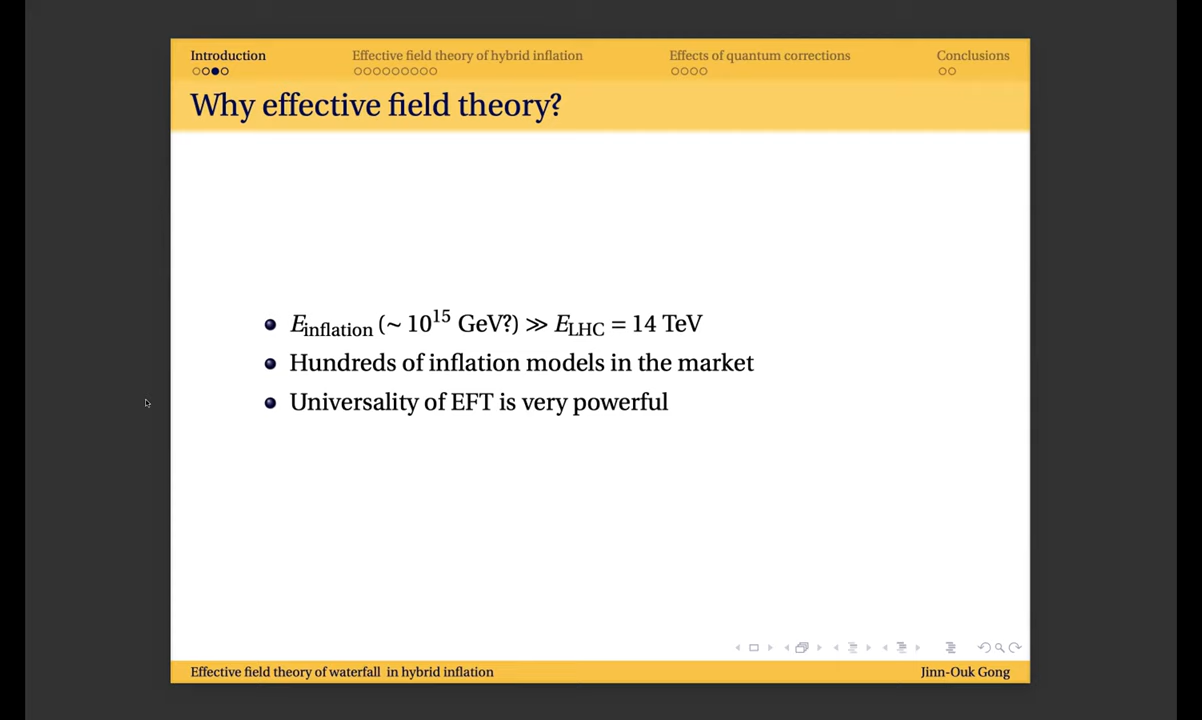 Introduction
Effective field theory of hybrid inflation
Effects of quantum corrections
Conclusions
Why effective field theory?
E_inflation (~ 10^15 GeV?) ≫ E_LHC = 14 TeV
Hundreds of inflation models in the market
Universality of EFT is very powerful
Effective field theory of waterfall in hybrid inflation
Jinn-Ouk Gong